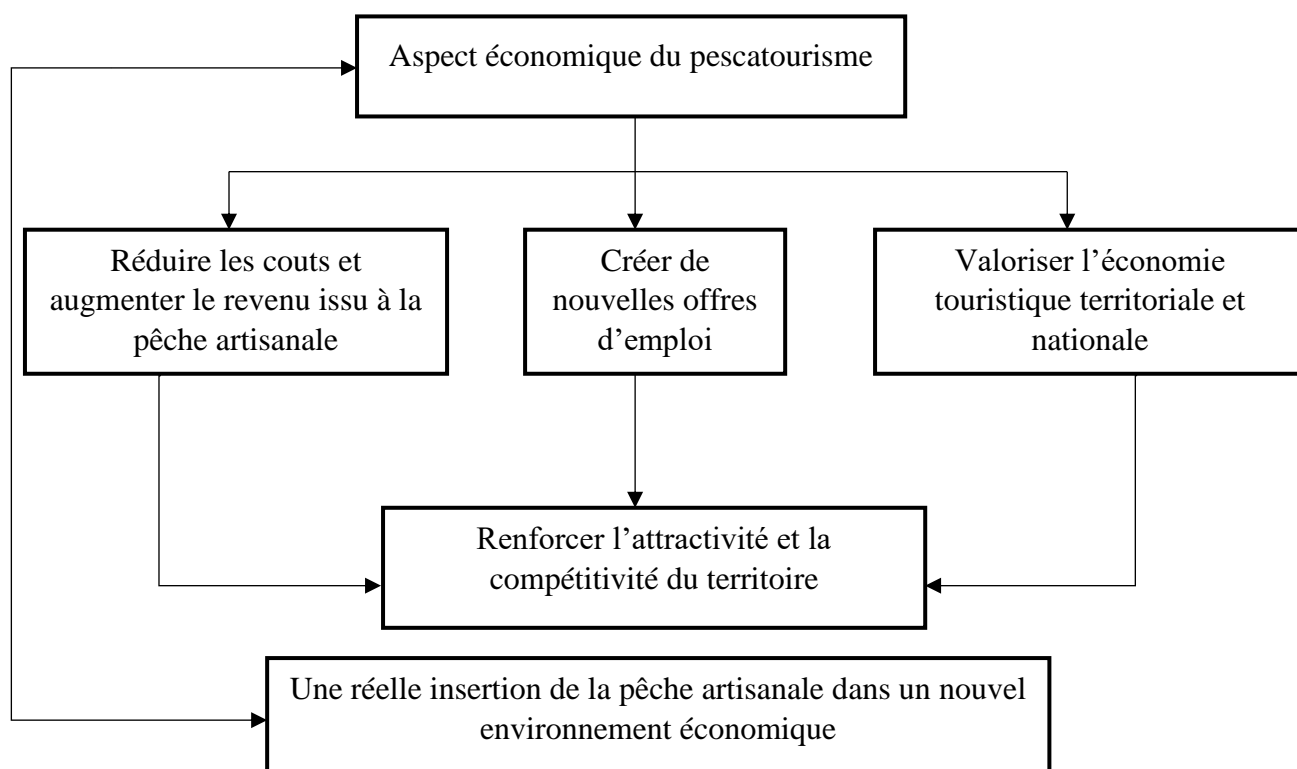 Aspect économique du pescatourisme
Réduire les couts et
augmenter le revenu issu à la
pêche artisanale
Créer de
nouvelles offres
d’emploi
Valoriser l’économie
touristique territoriale et
nationale
Renforcer l’attractivité et la
compétitivité du territoire
Une réelle insertion de la pêche artisanale dans un nouvel
environnement économique